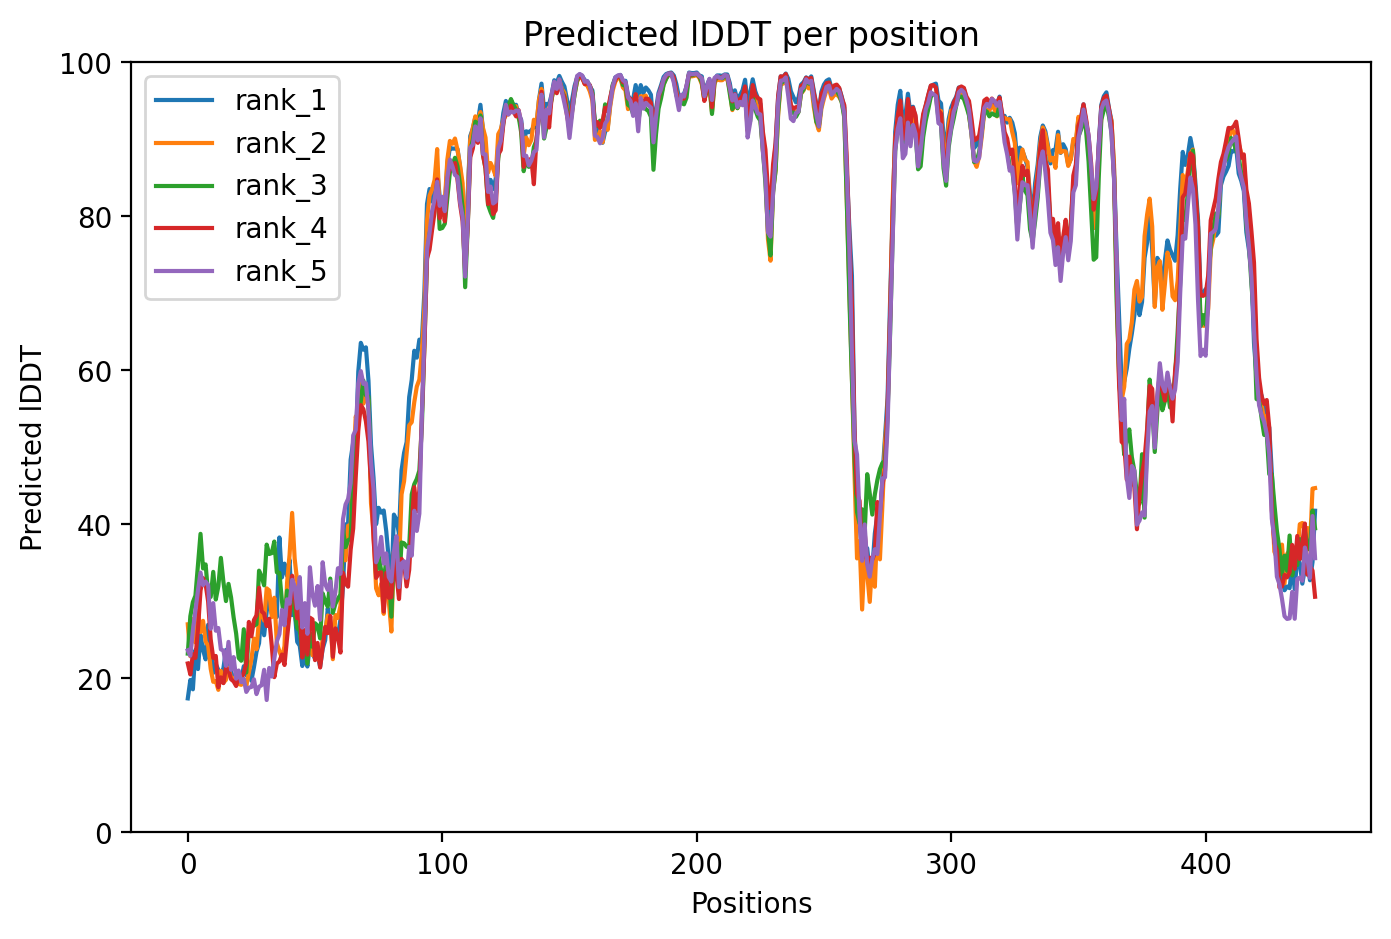 Predicted lDDT per position
100
80
60
40
20
0
Predicted lDDT
rank_1
rank_2
rank_3
rank_4
rank_5
0 100 200 300 400
Positions